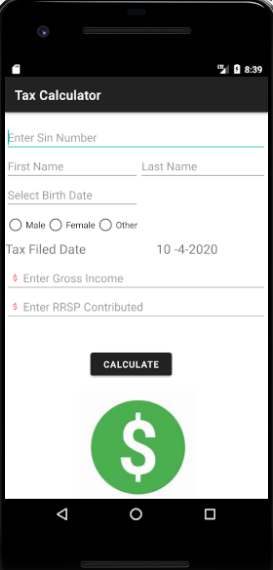 8:39
Tax Calculator
Enter Sin Number
First Name Last Name
Select Birth Date
Male Female Other
Tax Filed Date 10 -4-2020
$ Enter Gross Income
$ Enter RRSP Contributed
CALCULATE
$